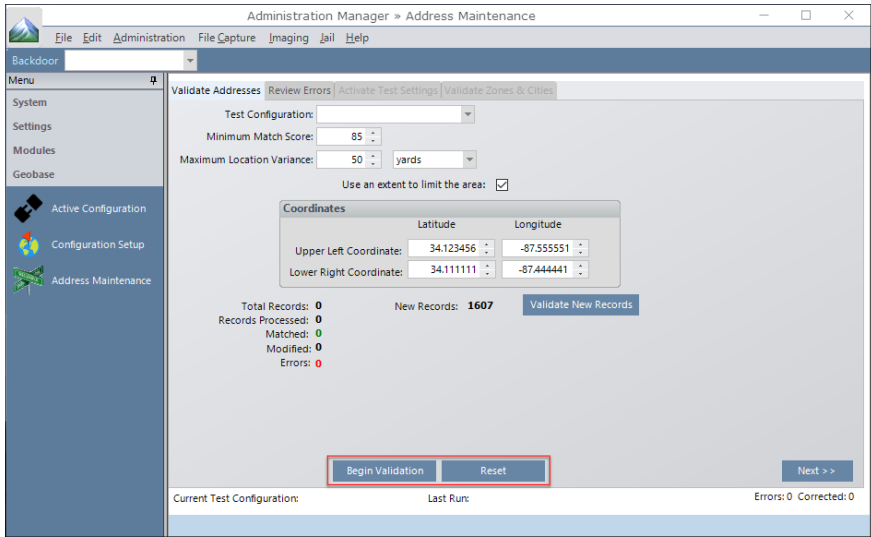 Administration Manager » Address Maintenance
File Edit Administration File Capture Imaging Jail Help
Backdoor
Menu
System
Settings
Modules
Geobase
Active Configuration
Configuration Setup
Address Maintenance
Validate Addresses Review Errors Activate Test Settings Validate Zones & Cities
Test Configuration:
Minimum Match Score: 85
Maximum Location Variance: 50 yards
Use an extent to limit the area:
Coordinates
Latitude Longitude
Upper Left Coordinate: 34.123456 -87.555551
Lower Right Coordinate: 34.111111 -87.444441
Total Records: 0 New Records: 1607 Validate New Records
Records Processed: 0
Matched: 0
Modified: 0
Errors: 0
Begin Validation Reset Next >>
Current Test Configuration: Last Run: Errors: 0 Corrected: 0